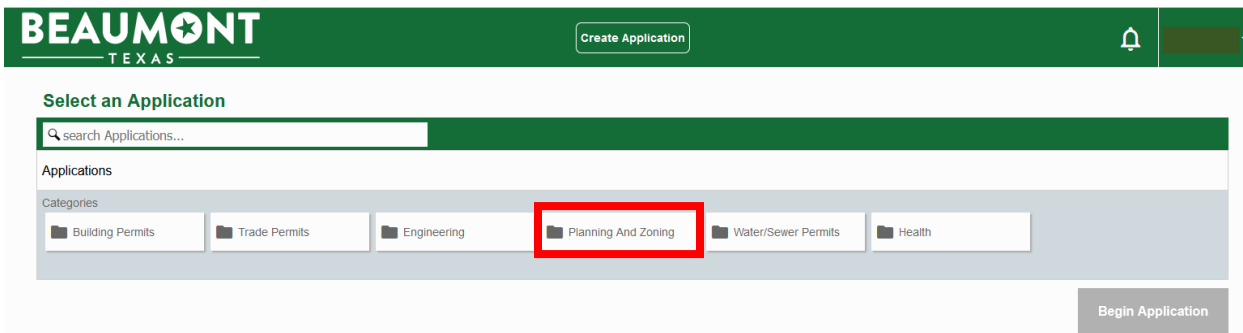 BEAUMONT
TEXAS
Create Application
Select an Application
search Applications...
Applications
Categories
Building Permits
Trade Permits
Engineering
Planning And Zoning
Water/Sewer Permits
Health
Begin Application